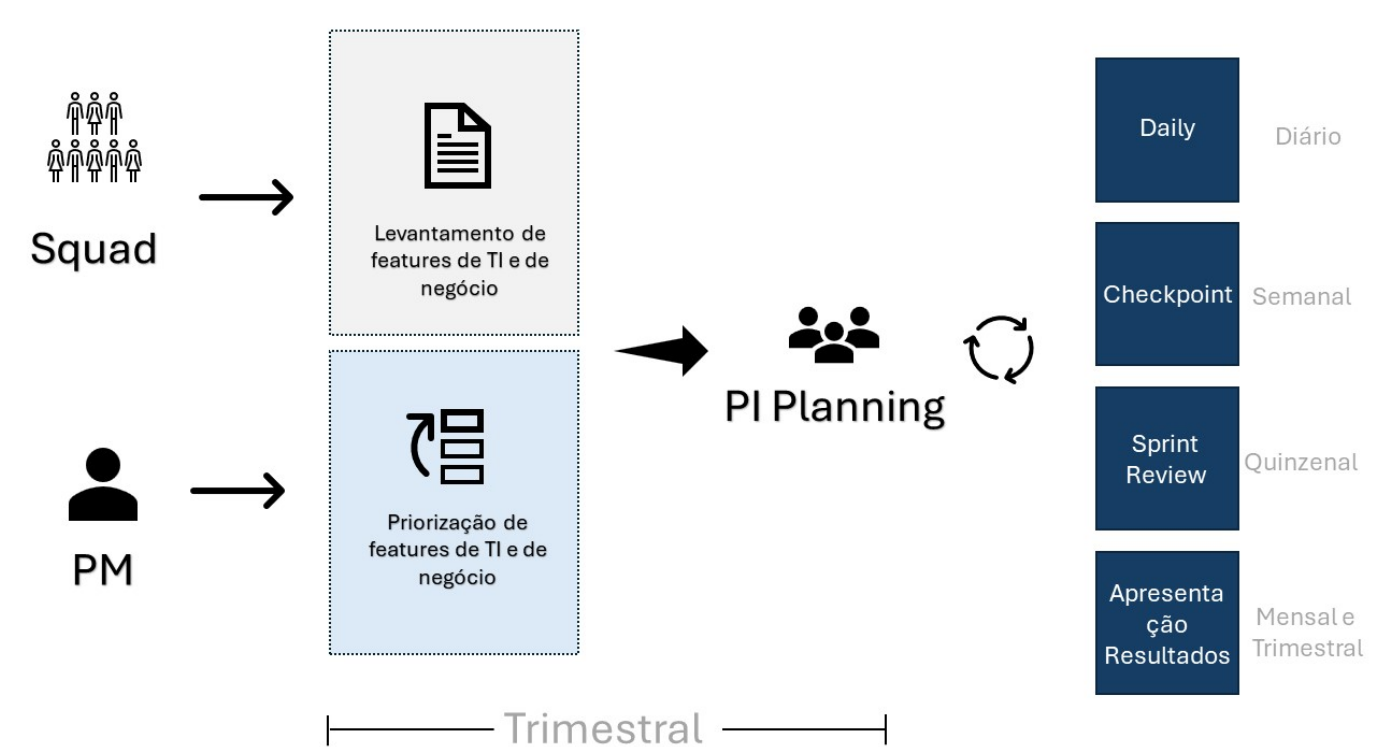 Squad
Levantamento de
features de TI e de
negócio
PM
Priorização de
features de TI e de
negócio
PI Planning
Trimestral
Daily
Diário
Checkpoint
Semanal
Sprint
Review
Quinzenal
Apresenta
ção
Resultados
Mensal e
Trimestral